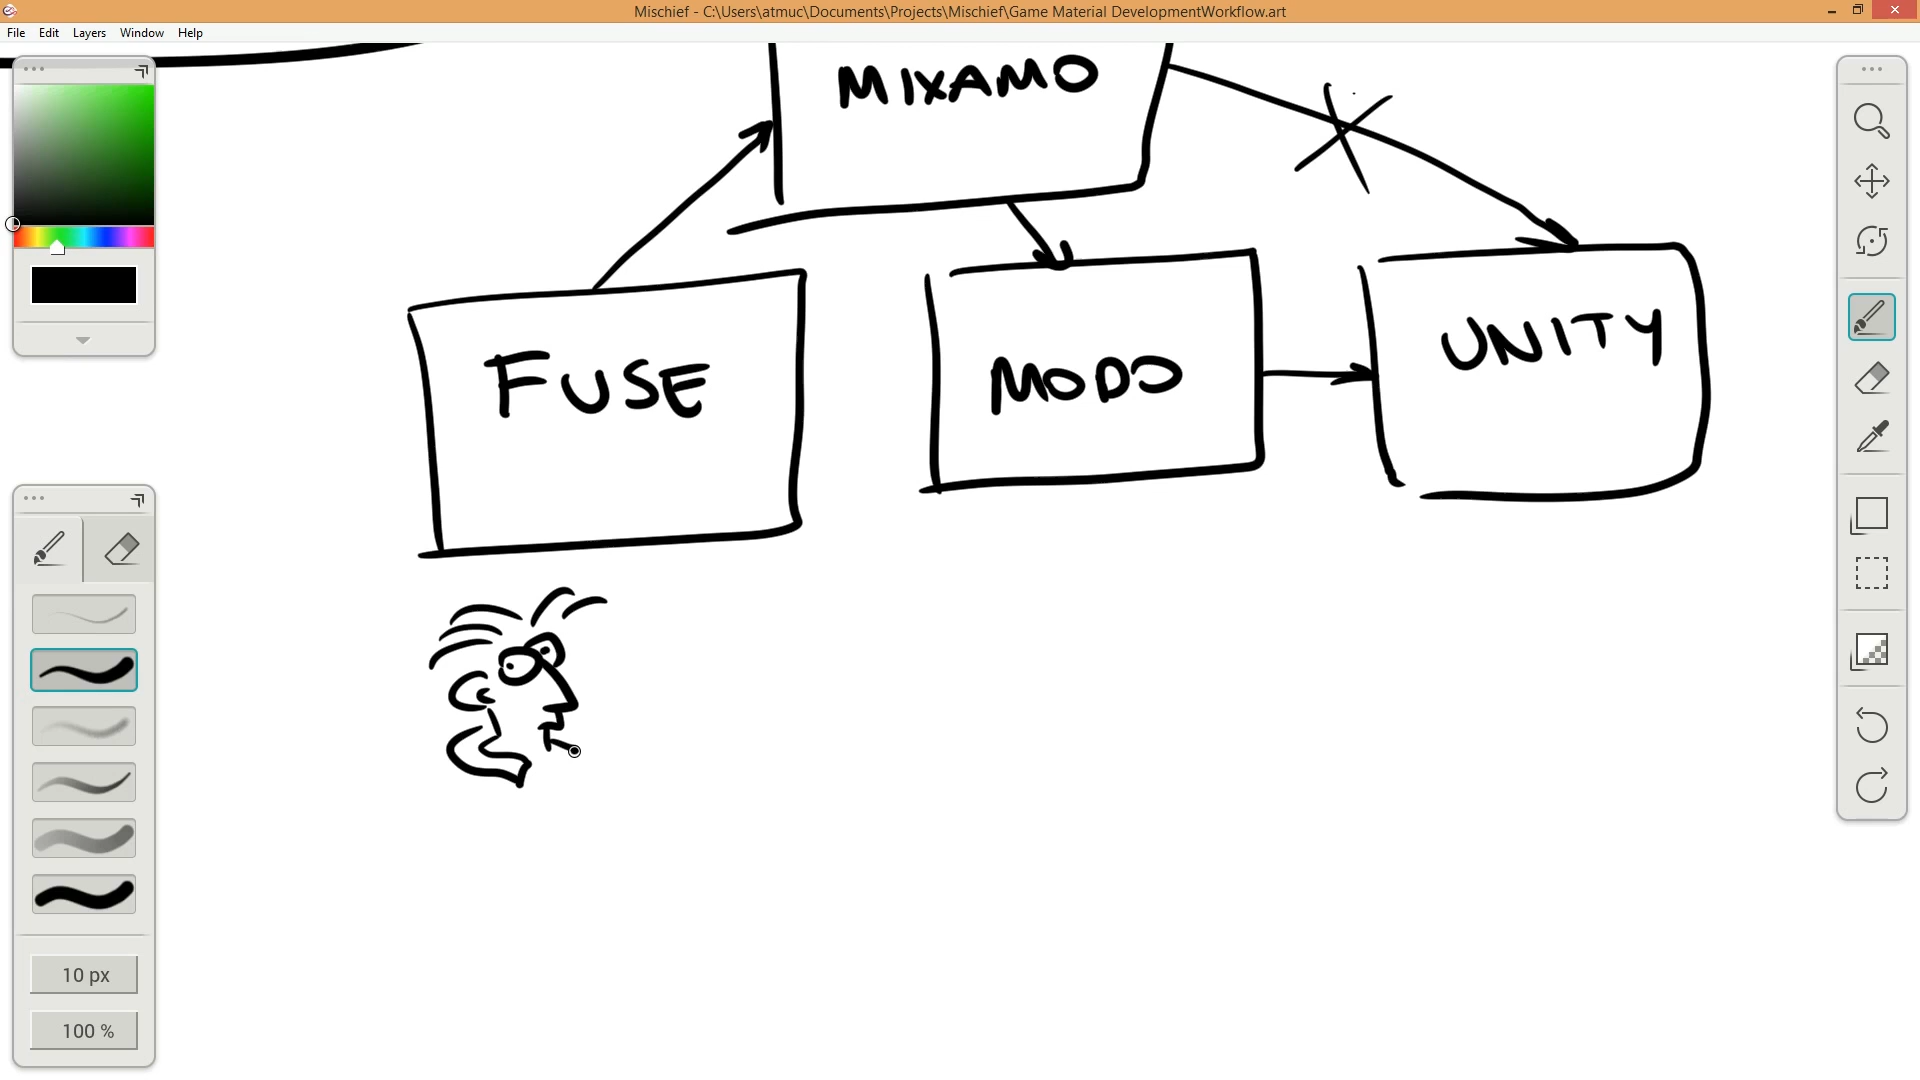 Mischief - C:\Users\atmuc\Documents\Projects\Mischief\Game Material DevelopmentWorkflow.art
File Edit Layers Window Help
MIXAMO
FUSE
MODO
UNITY
10 px
100 %